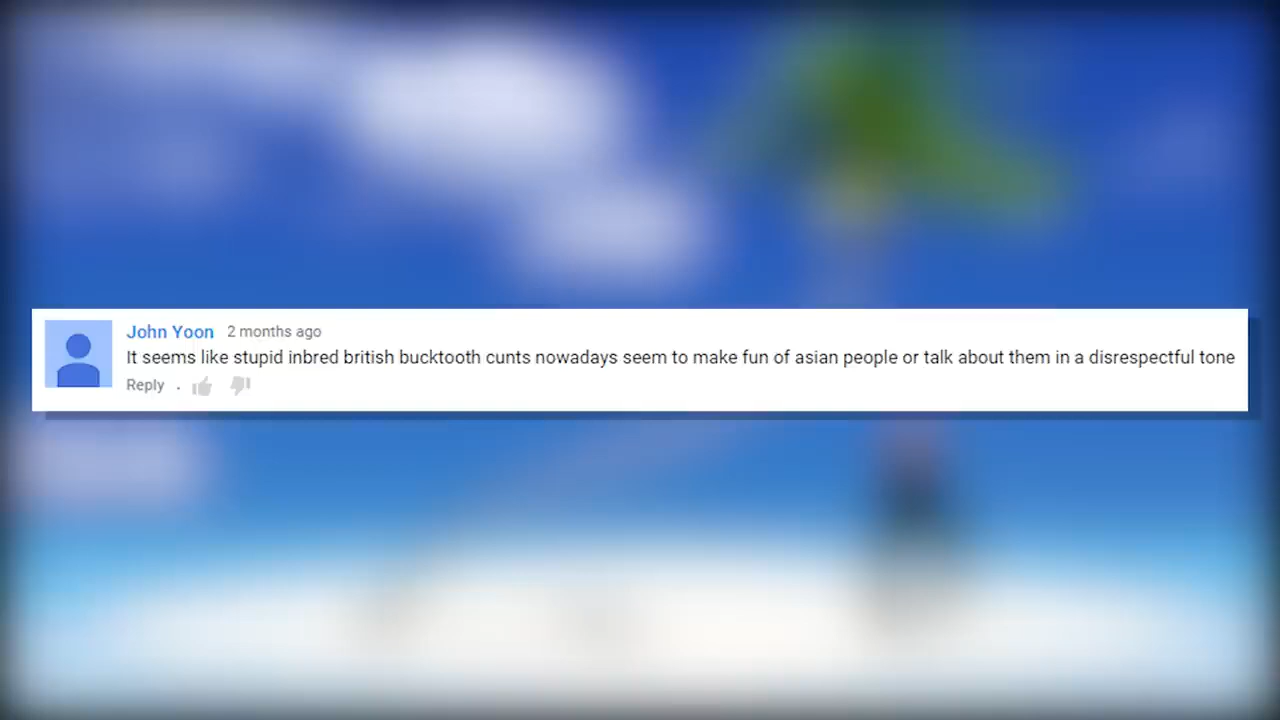 John Yoon 2 months ago
It seems like stupid inbred british bucktooth cunts nowadays seem to make fun of asian people or talk about them in a disrespectful tone
Reply .